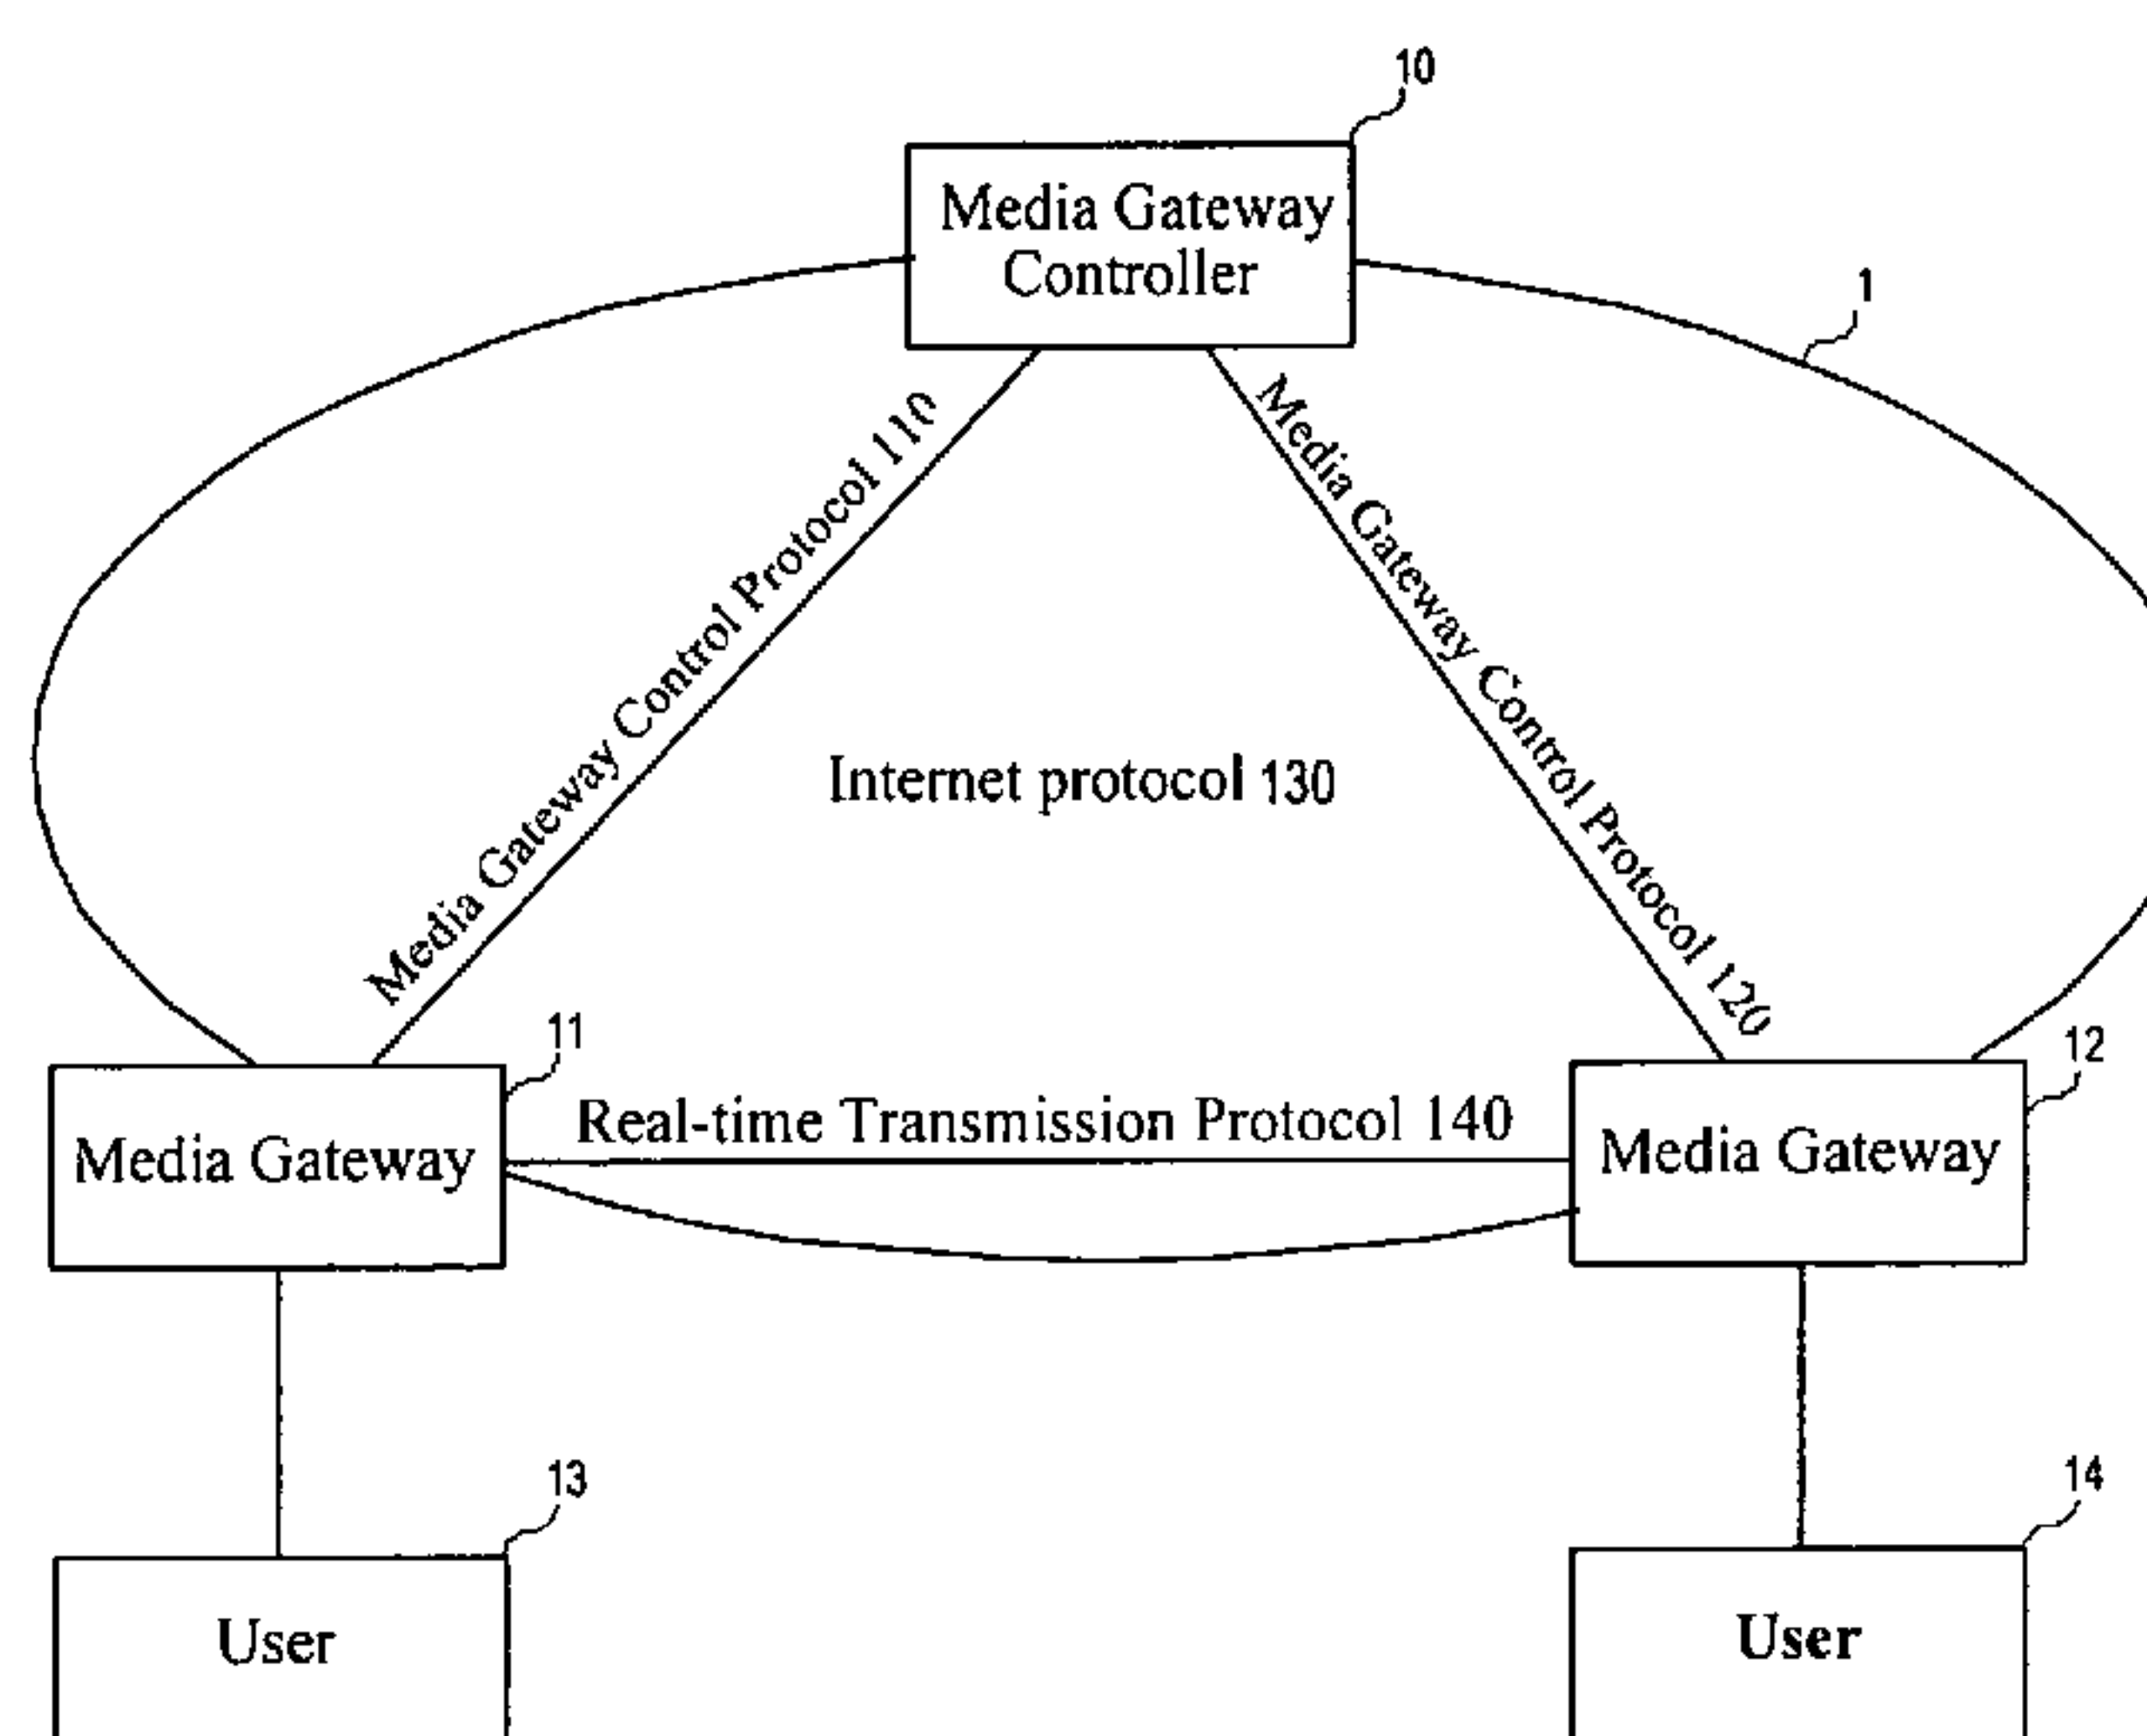 10
Media Gateway
Controller
1
Media Gateway Control Protocol 110
Media Gateway Control Protocol 120
Internet protocol 130
11
12
Real-time Transmission Protocol 140
Media Gateway
Media Gateway
13
14
User
User